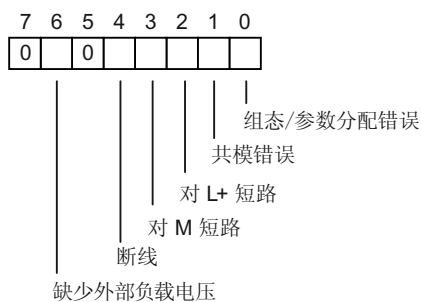 7 6 5 4 3 2 1 0
0 0
组态/参数分配错误
共模错误
对 L+ 短路
对 M 短路
断线
缺少外部负载电压